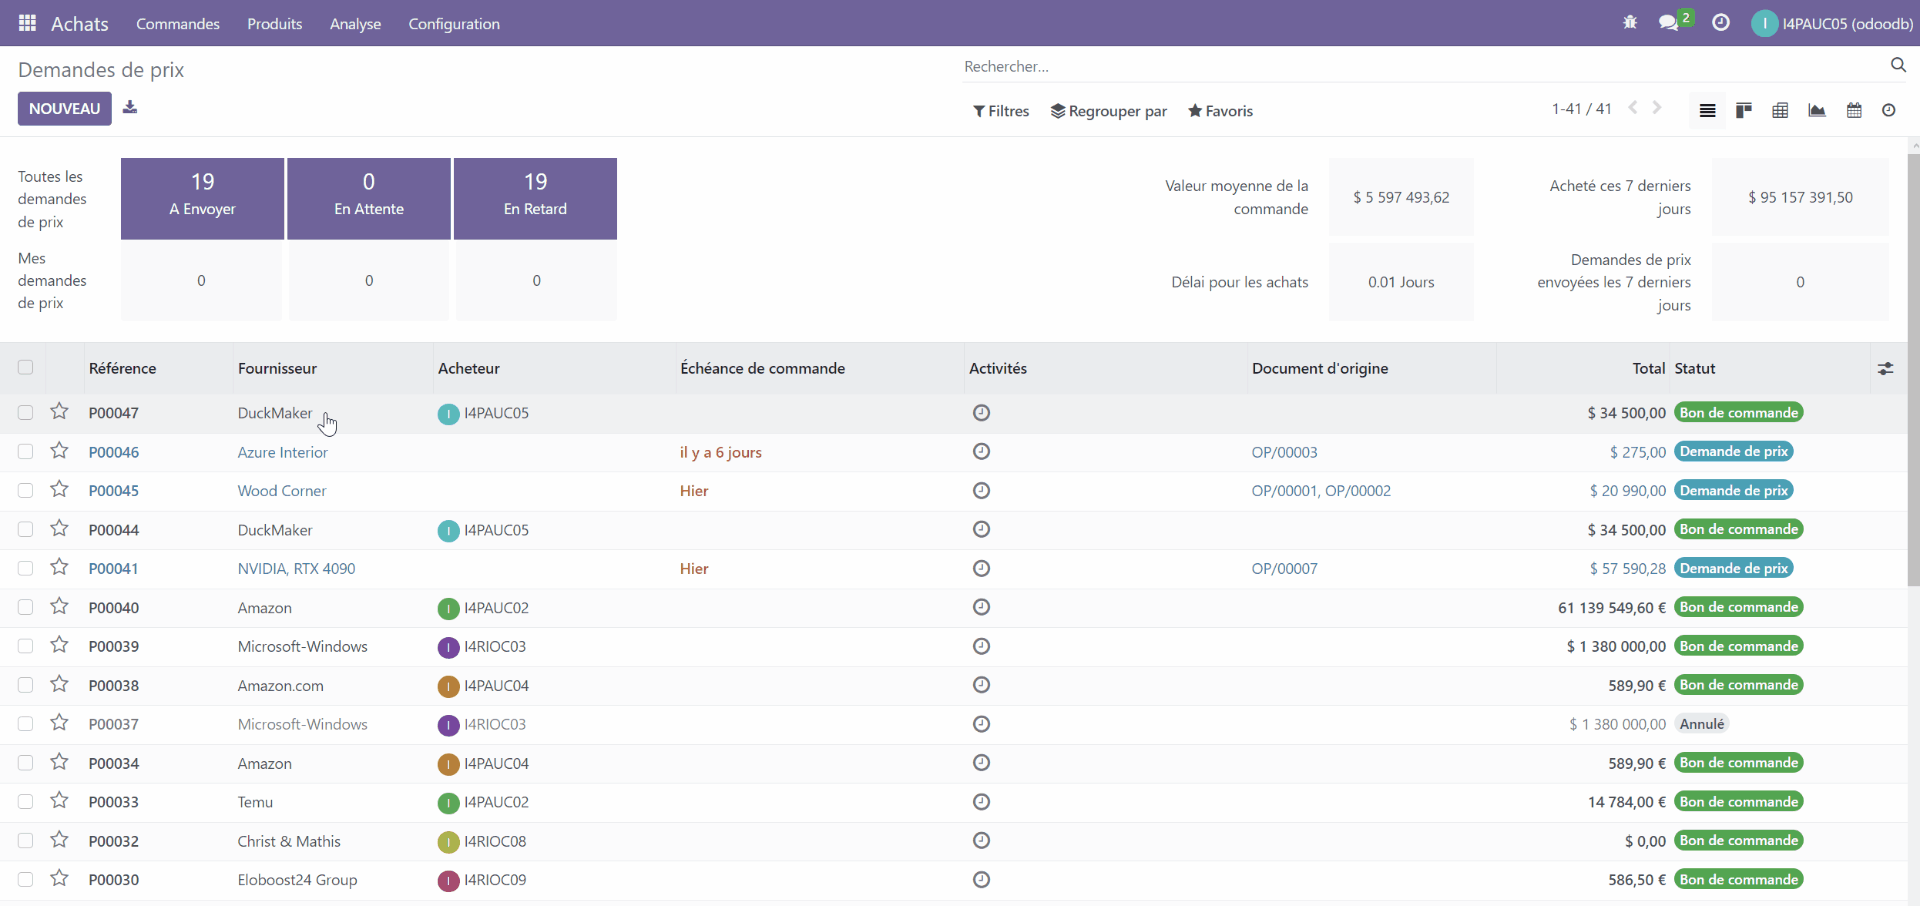 Achats Commandes Produits Analyse Configuration 2 I I4PAUC05 (odoodb)
Demandes de prix Rechercher...
NOUVEAU Filtres Regrouper par Favoris 1-41 / 41
Toutes les demandes de prix
19 A Envoyer
0 En Attente
19 En Retard
Mes demandes de prix
0 0 0
Valeur moyenne de la commande $ 5 597 493,62
Acheté ces 7 derniers jours $ 95 157 391,50
Délai pour les achats 0.01 Jours
Demandes de prix envoyées les 7 derniers jours 0
Référence Fournisseur Acheteur Échéance de commande Activités Document d'origine Total Statut
P00047 DuckMaker I I4PAUC05 $ 34 500,00 Bon de commande
P00046 Azure Interior il y a 6 jours OP/00003 $ 275,00 Demande de prix
P00045 Wood Corner Hier OP/00001, OP/00002 $ 20 990,00 Demande de prix
P00044 DuckMaker I I4PAUC05 $ 34 500,00 Bon de commande
P00041 NVIDIA, RTX 4090 Hier OP/00007 $ 57 590,28 Demande de prix
P00040 Amazon I I4PAUC02 61 139 549,60 € Bon de commande
P00039 Microsoft-Windows I I4RIOC03 $ 1 380 000,00 Bon de commande
P00038 Amazon.com I I4PAUC04 589,90 € Bon de commande
P00037 Microsoft-Windows I I4RIOC03 $ 1 380 000,00 Annulé
P00034 Amazon I I4PAUC04 589,90 € Bon de commande
P00033 Temu I I4PAUC02 14 784,00 € Bon de commande
P00032 Christ & Mathis I I4RIOC08 $ 0,00 Bon de commande
P00030 Eloboost24 Group I I4RIOC09 586,50 € Bon de commande